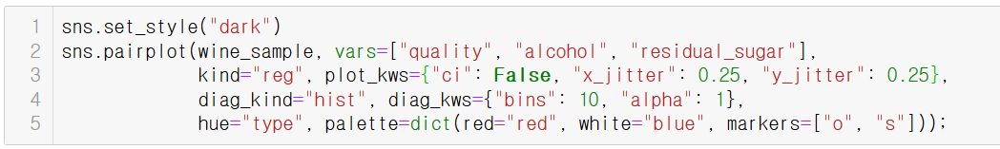 1 sns.set_style("dark")
2 sns.pairplot(wine_sample, vars=["quality", "alcohol", "residual_sugar"],
3              kind="reg", plot_kws={"ci": False, "x_jitter": 0.25, "y_jitter": 0.25},
4              diag_kind="hist", diag_kws={"bins": 10, "alpha": 1},
5              hue="type", palette=dict(red="red", white="blue", markers=["o", "s"]));